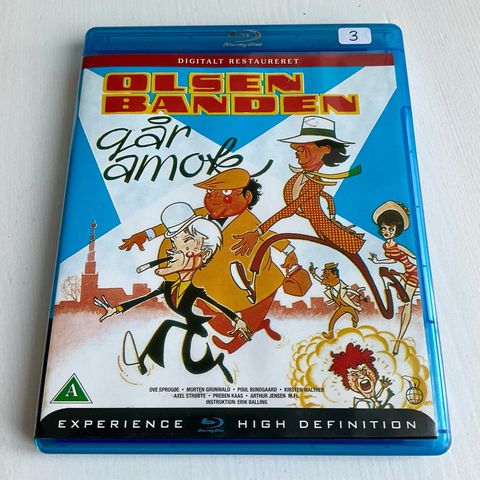 Blu-ray Disc
3
DIGITALT RESTAURERET
OLSEN
BANDEN
går
amok
A
OVE SPROGØE • MORTEN GRUNWALD • POUL BUNDGAARD • KIRSTEN WALTHER
AXEL STRØBYE • PREBEN KAAS • ARTHUR JENSEN M.FL.
INSTRUKTION: ERIK BALLING
EXPERIENCE Blu-ray Disc HIGH DEFINITION